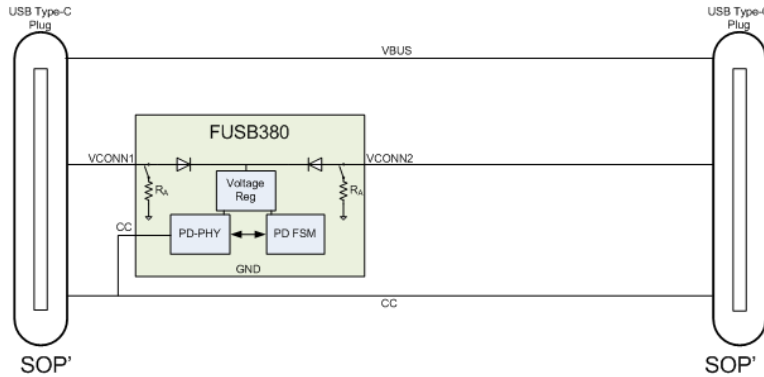 USB Type-C
Plug
USB Type-C
Plug
VBUS
FUSB380
VCONN1
VCONN2
RA
Voltage
Reg
RA
CC
PD-PHY
PD FSM
GND
CC
SOP'
SOP'